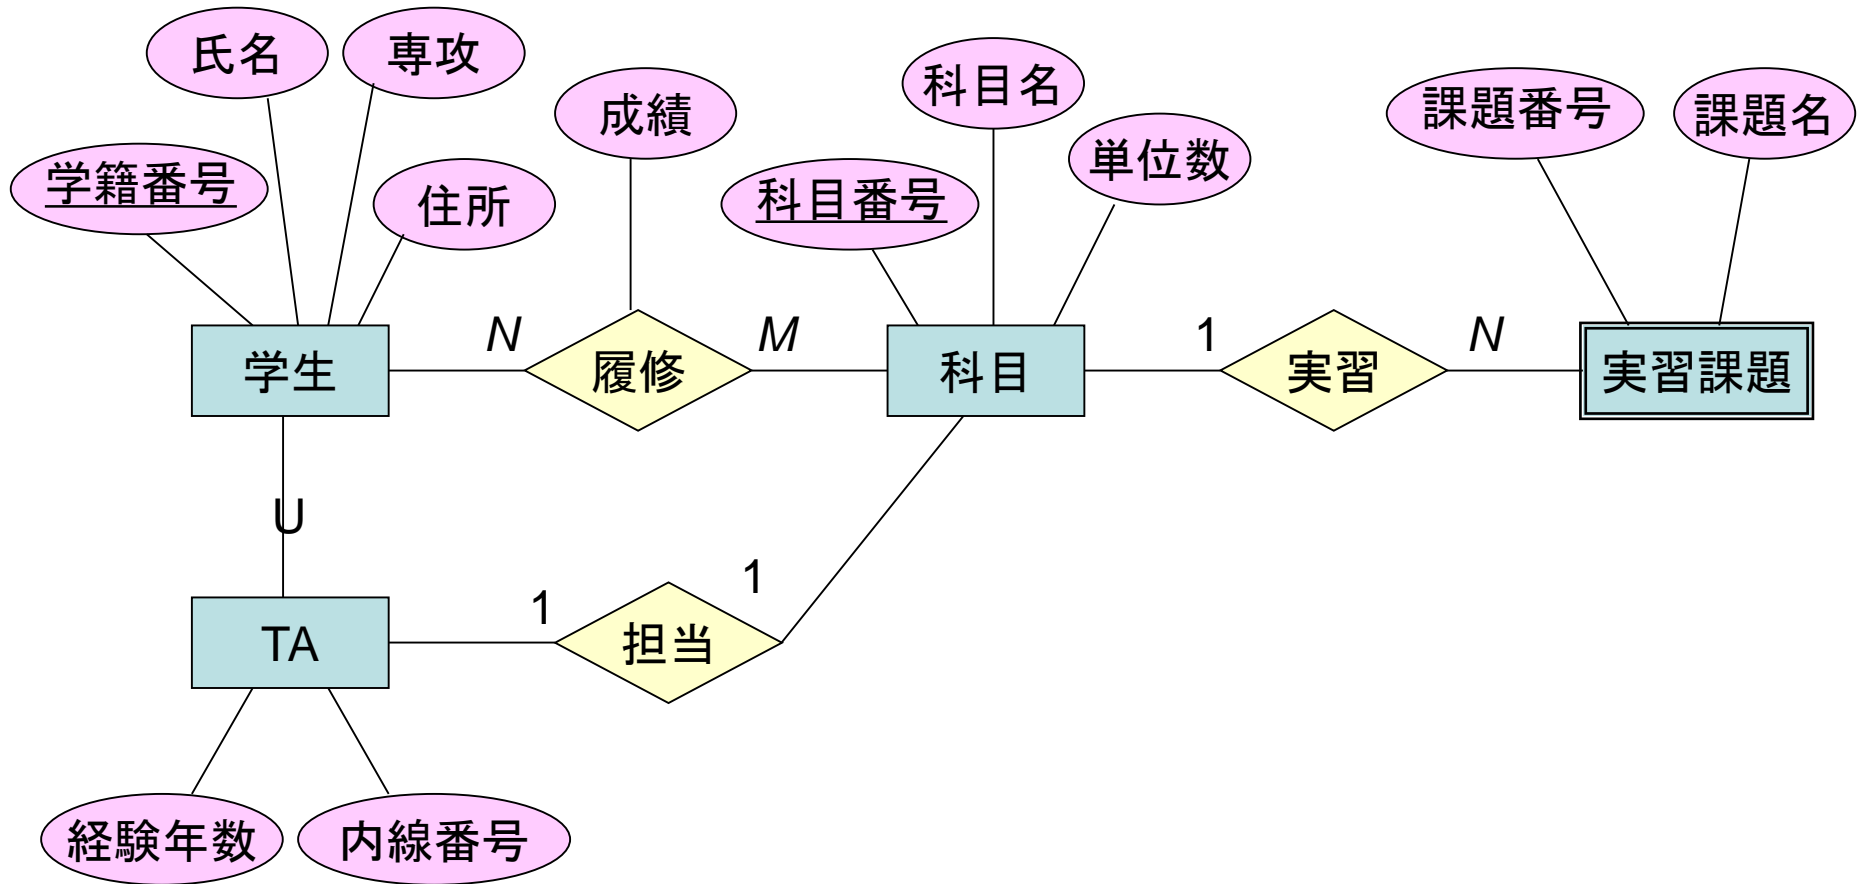 氏名
専攻
成績
科目名
課題番号
課題名
学籍番号
住所
科目番号
単位数
学生
N
履修
M
科目
1
実習
N
実習課題
U
TA
1
担当
1
経験年数
内線番号